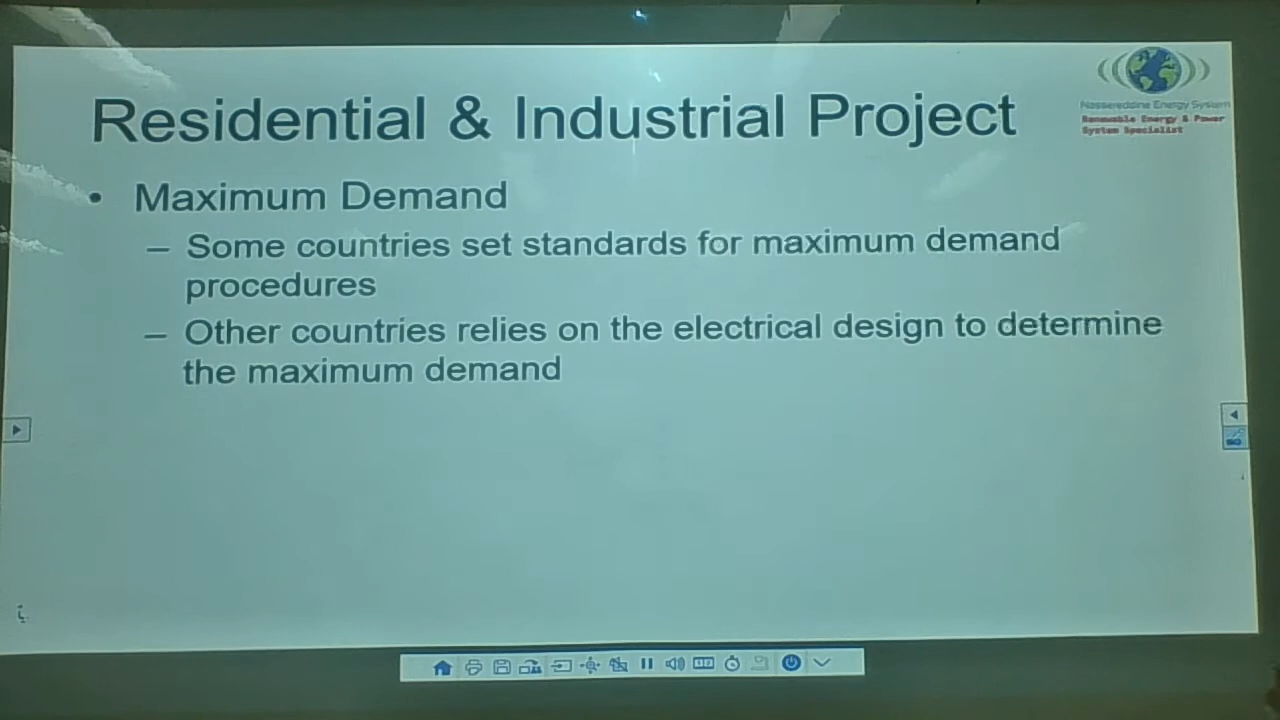 Residential & Industrial Project
Nassereddine Energy System
Renewable Energy & Power
System Specialist
• Maximum Demand
– Some countries set standards for maximum demand
procedures
– Other countries relies on the electrical design to determine
the maximum demand